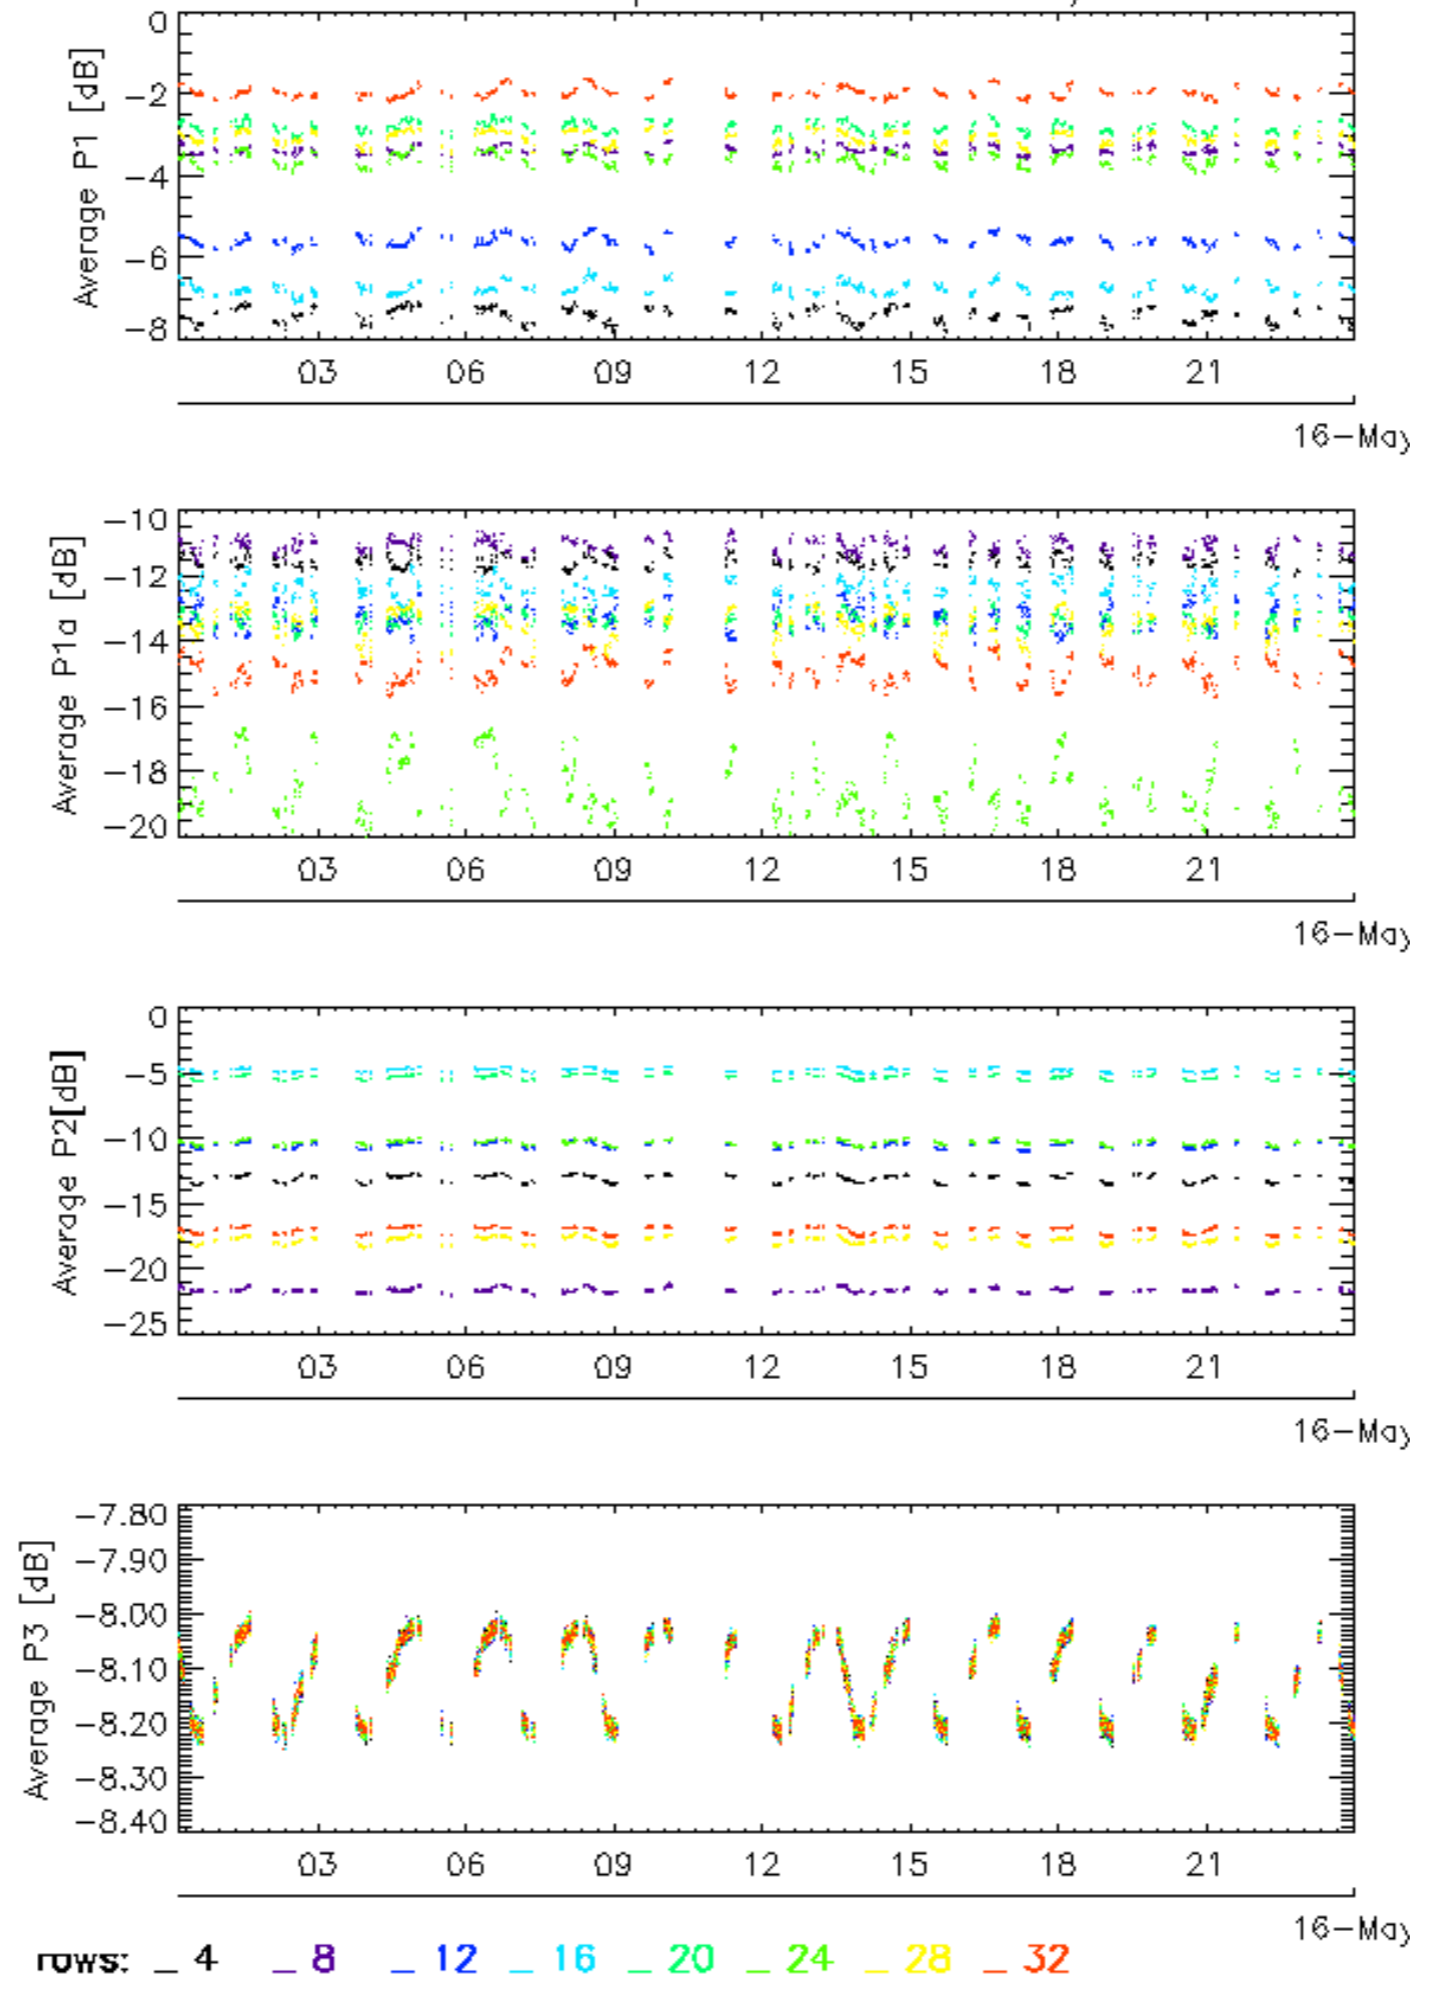 Average P1 [dB]
0
−2
−4
−6
−8
03 06 09 12 15 18 21
16−May
Average P1a [dB]
−10
−12
−14
−16
−18
−20
03 06 09 12 15 18 21
16−May
Average P2[dB]
0
−5
−10
−15
−20
−25
03 06 09 12 15 18 21
16−May
Average P3 [dB]
−7.80
−7.90
−8.00
−8.10
−8.20
−8.30
−8.40
03 06 09 12 15 18 21
16−May
rows: _ 4 _ 8 _ 12 _ 16 _ 20 _ 24 _ 28 _ 32